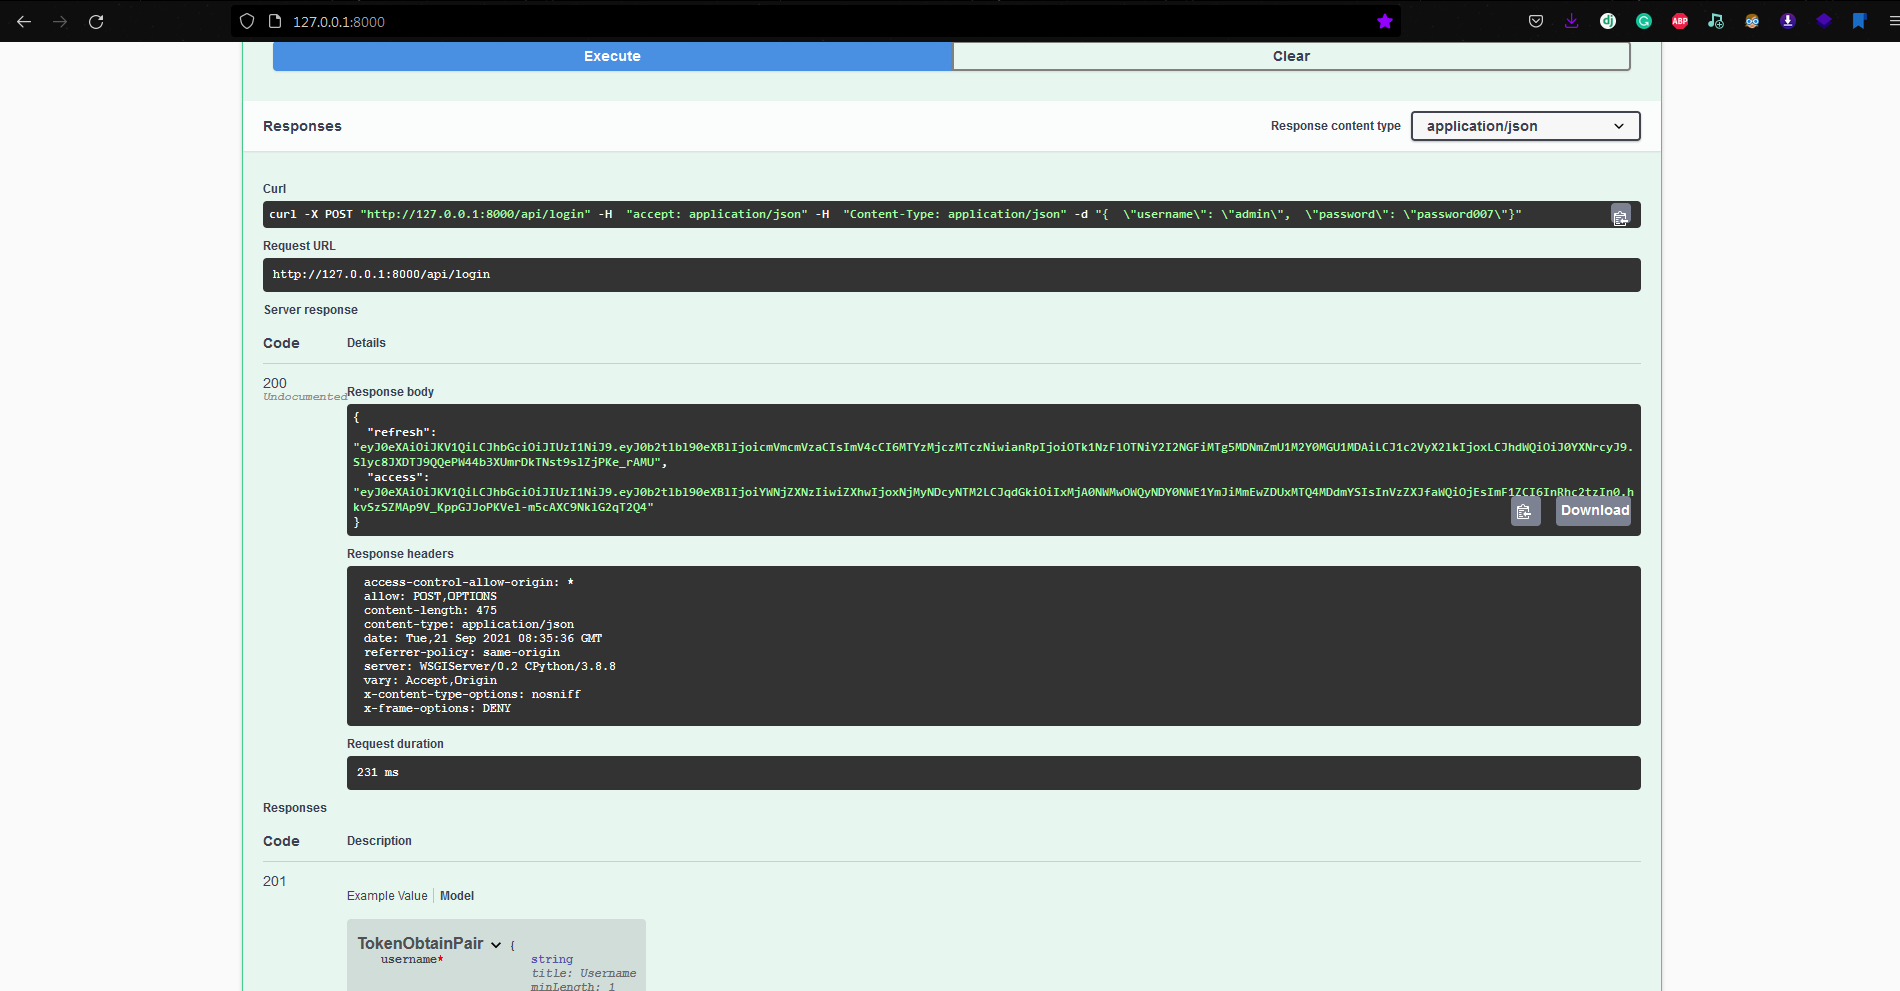 127.0.0.1:8000
Execute
Clear
Responses
Response content type
application/json
Curl
curl -X POST "http://127.0.0.1:8000/api/login" -H  "accept: application/json" -H  "Content-Type: application/json" -d "{  \"username\": \"admin\",  \"password\": \"password007\"}"
Request URL
http://127.0.0.1:8000/api/login
Server response
Code
Details
200
Undocumented
Response body
{
"refresh":
"eyJ0eXAiOiJKV1QiLCJhbGciOiJIUzI1NiJ9.eyJ0b2tlbl90eXBlIjoicmVmcmVzaCIsImV4cCI6MTYzMjczMTczNiwianRpIjoiOTk1NzFlOTNiY2I2NGFiMTg5MDNmZmU1M2Y0MGU1MDAiLCJ1c2VyX2lkIjoxLCJhdWQiOiJ0YXNrcyJ9.
Slyc8JXDTJ9QQePW44b3XUmrDkTNst9slZjPKe_rAMU",
"access":
"eyJ0eXAiOiJKV1QiLCJhbGciOiJIUzI1NiJ9.eyJ0b2tlbl90eXBlIjoiYWNjZXNzIiwiZXhwIjoxNjMyNDcyNTM2LCJqdGkiOiIxMjA0NWMwOWQyNDY0NWE1YmJiMmEwZDUxMTQ4MDdmYSIsInVzZXJfaWQiOjEsImF1ZCI6InRhc2tzIn0.h
kvSzSZMAp9V_KppGJJoPKVel-m5cAXC9NklG2qT2Q4"
}
Download
Response headers
access-control-allow-origin: *
allow: POST,OPTIONS
content-length: 475
content-type: application/json
date: Tue,21 Sep 2021 08:35:36 GMT
referrer-policy: same-origin
server: WSGIServer/0.2 CPython/3.8.8
vary: Accept,Origin
x-content-type-options: nosniff
x-frame-options: DENY
Request duration
231 ms
Responses
Code
Description
201
Example Value
Model
TokenObtainPair {
username*
string
title: Username
minLength: 1